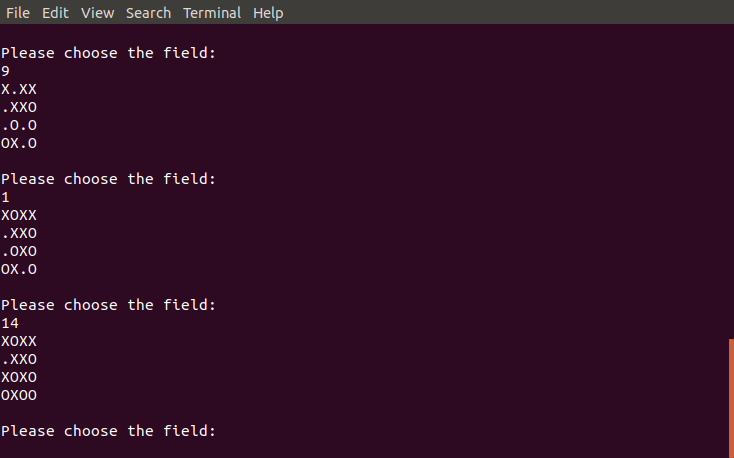 File Edit View Search Terminal Help
Please choose the field:
9
X.XX
.XXO
.O.O
OX.O
Please choose the field:
1
XOXX
.XXO
.OXO
OX.O
Please choose the field:
14
XOXX
.XXO
XOXO
OXOO
Please choose the field: